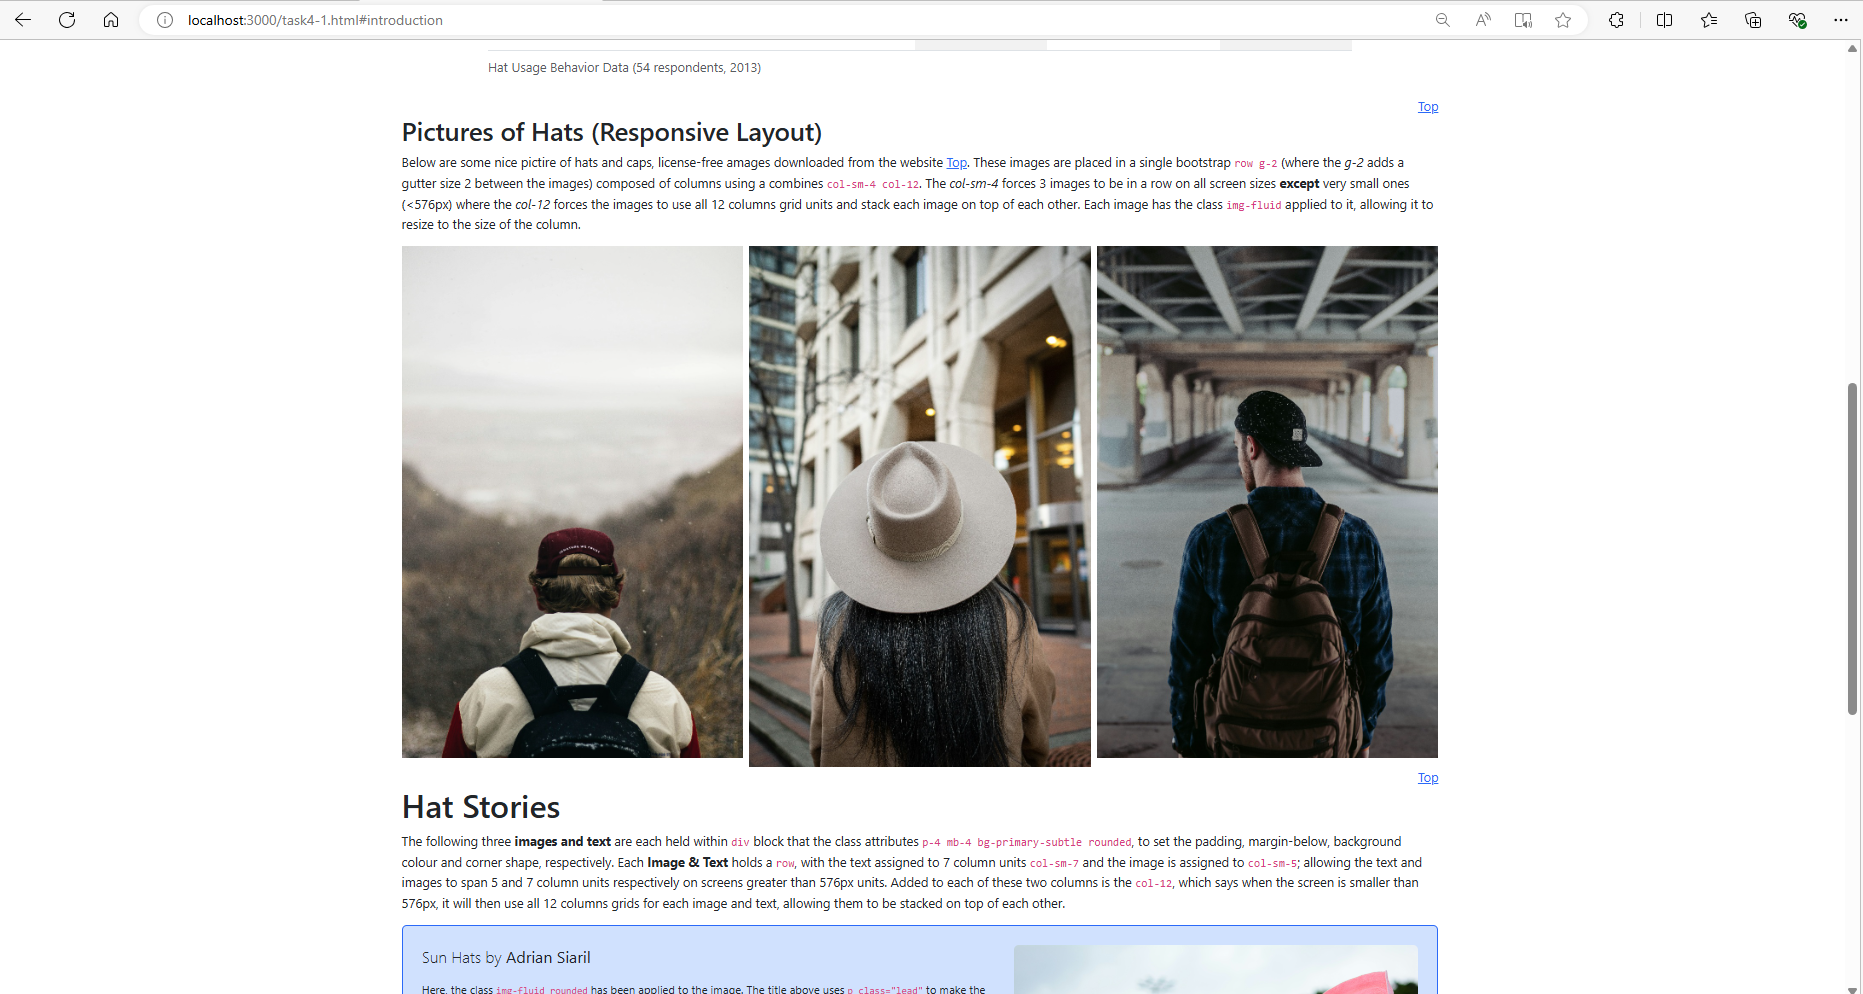 localhost:3000/task4-1.html#introduction
Hat Usage Behavior Data (54 respondents, 2013)
Top
Pictures of Hats (Responsive Layout)
Below are some nice pictire of hats and caps, license-free amages downloaded from the website Top. These images are placed in a single bootstrap row g-2 (where the g-2 adds a
gutter size 2 between the images) composed of columns using a combines col-sm-4 col-12. The col-sm-4 forces 3 images to be in a row on all screen sizes except very small ones
(<576px) where the col-12 forces the images to use all 12 columns grid units and stack each image on top of each other. Each image has the class img-fluid applied to it, allowing it to
resize to the size of the column.
Top
Hat Stories
The following three images and text are each held within div block that the class attributes p-4 mb-4 bg-primary-subtle rounded, to set the padding, margin-below, background
colour and corner shape, respectively. Each Image & Text holds a row, with the text assigned to 7 column units col-sm-7 and the image is assigned to col-sm-5; allowing the text and
images to span 5 and 7 column units respectively on screens greater than 576px units. Added to each of these two columns is the col-12, which says when the screen is smaller than
576px, it will then use all 12 columns grids for each image and text, allowing them to be stacked on top of each other.
Sun Hats by Adrian Siaril
Here, the class img-fluid rounded has been applied to the image. The title above uses p class="lead" to make the